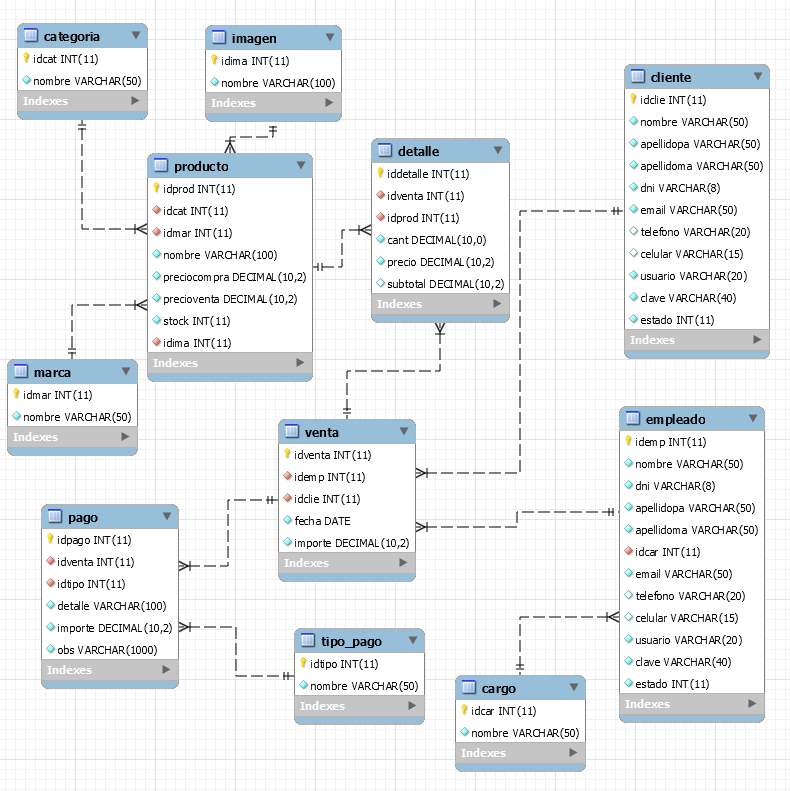 categoria
idcat INT(11)
nombre VARCHAR(50)
Indexes
imagen
idima INT(11)
nombre VARCHAR(100)
Indexes
cliente
idclie INT(11)
nombre VARCHAR(50)
apellidopa VARCHAR(50)
apellidoma VARCHAR(50)
dni VARCHAR(8)
email VARCHAR(50)
telefono VARCHAR(20)
celular VARCHAR(15)
usuario VARCHAR(20)
clave VARCHAR(40)
estado INT(11)
Indexes
producto
idprod INT(11)
idcat INT(11)
idmar INT(11)
nombre VARCHAR(100)
preciocompra DECIMAL(10,2)
precioventa DECIMAL(10,2)
stock INT(11)
idima INT(11)
Indexes
detalle
iddetalle INT(11)
idventa INT(11)
idprod INT(11)
cant DECIMAL(10,0)
precio DECIMAL(10,2)
subtotal DECIMAL(10,2)
Indexes
marca
idmar INT(11)
nombre VARCHAR(50)
Indexes
venta
idventa INT(11)
idemp INT(11)
idclie INT(11)
fecha DATE
importe DECIMAL(10,2)
Indexes
empleado
idemp INT(11)
nombre VARCHAR(50)
dni VARCHAR(8)
apellidopa VARCHAR(50)
apellidoma VARCHAR(50)
idcar INT(11)
email VARCHAR(50)
telefono VARCHAR(20)
celular VARCHAR(15)
usuario VARCHAR(20)
clave VARCHAR(40)
estado INT(11)
Indexes
pago
idpago INT(11)
idventa INT(11)
idtipo INT(11)
detalle VARCHAR(100)
importe DECIMAL(10,2)
obs VARCHAR(1000)
Indexes
tipo_pago
idtipo INT(11)
nombre VARCHAR(50)
Indexes
cargo
idcar INT(11)
nombre VARCHAR(50)
Indexes